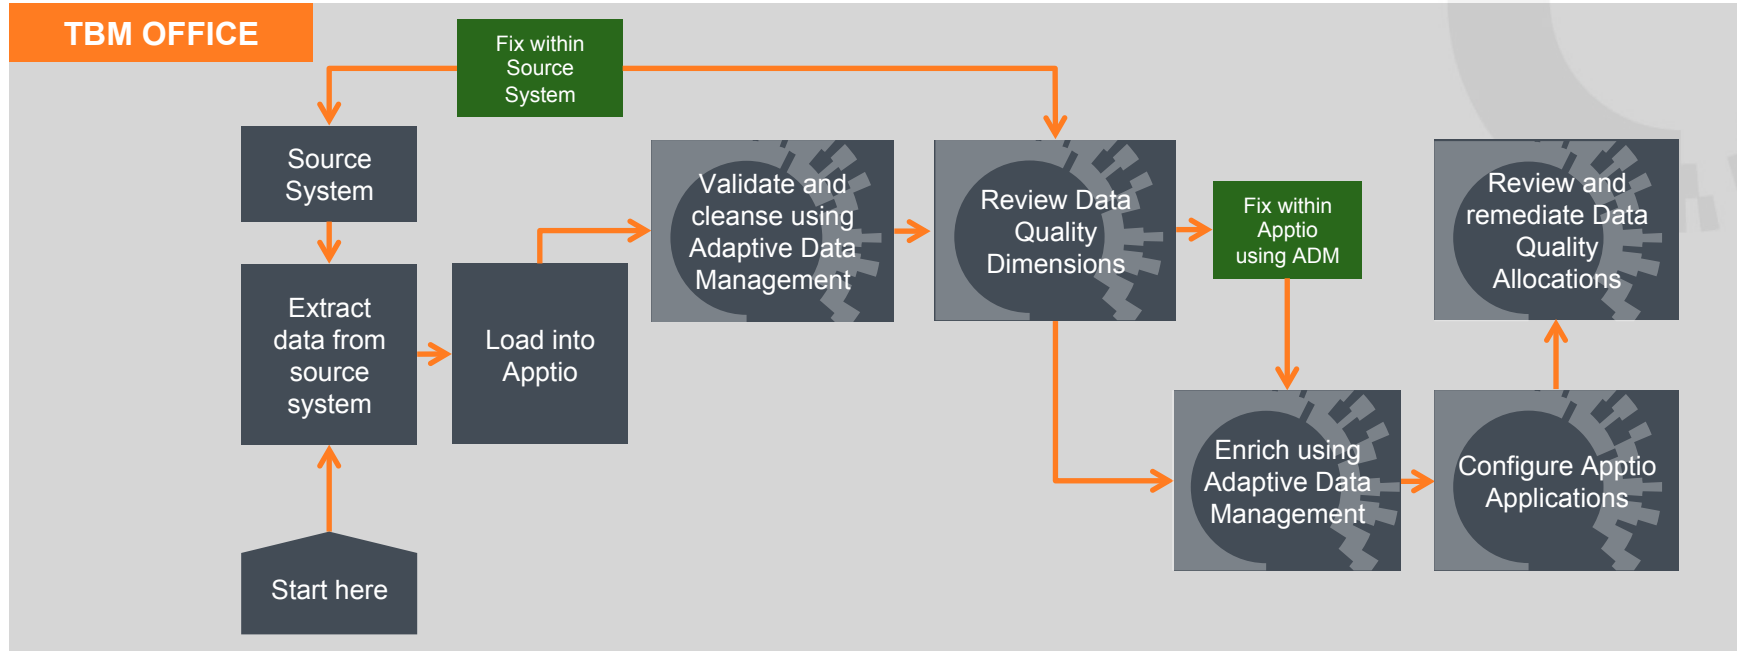 TBM OFFICE
Fix within
Source
System
Source
System
Validate and
cleanse using
Adaptive Data
Management
Review Data
Quality
Dimensions
Fix within
Apptio
using ADM
Review and
remediate Data
Quality
Allocations
Extract
data from
source
system
Load into
Apptio
Enrich using
Adaptive Data
Management
Configure Apptio
Applications
Start here